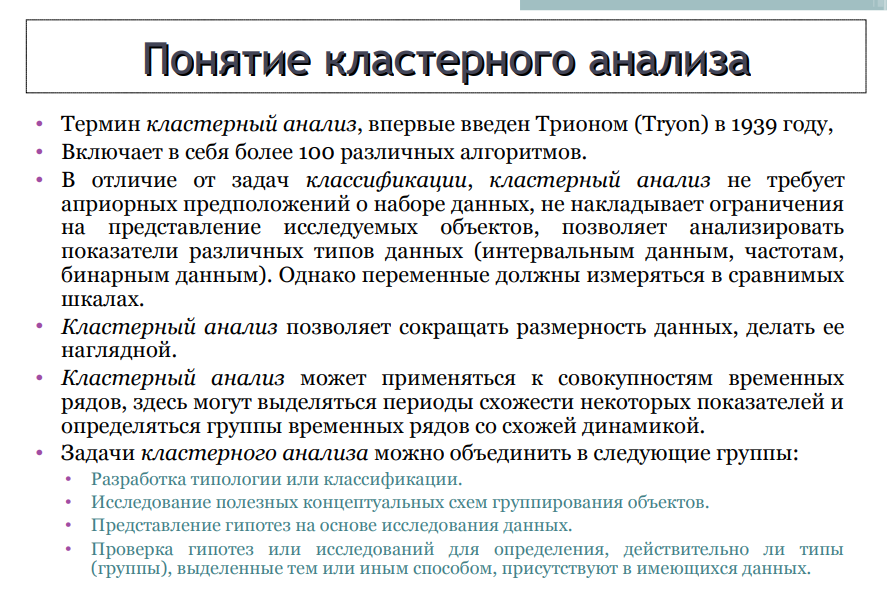 Понятие кластерного анализа
• Термин кластерный анализ, впервые введен Трионом (Tryon) в 1939 году,
• Включает в себя более 100 различных алгоритмов.
• В отличие от задач классификации, кластерный анализ не требует
априорных предположений о наборе данных, не накладывает ограничения
на представление исследуемых объектов, позволяет анализировать
показатели различных типов данных (интервальным данным, частотам,
бинарным данным). Однако переменные должны измеряться в сравнимых
шкалах.
• Кластерный анализ позволяет сокращать размерность данных, делать ее
наглядной.
• Кластерный анализ может применяться к совокупностям временных
рядов, здесь могут выделяться периоды схожести некоторых показателей и
определяться группы временных рядов со схожей динамикой.
• Задачи кластерного анализа можно объединить в следующие группы:
• Разработка типологии или классификации.
• Исследование полезных концептуальных схем группирования объектов.
• Представление гипотез на основе исследования данных.
• Проверка гипотез или исследований для определения, действительно ли типы
(группы), выделенные тем или иным способом, присутствуют в имеющихся данных.